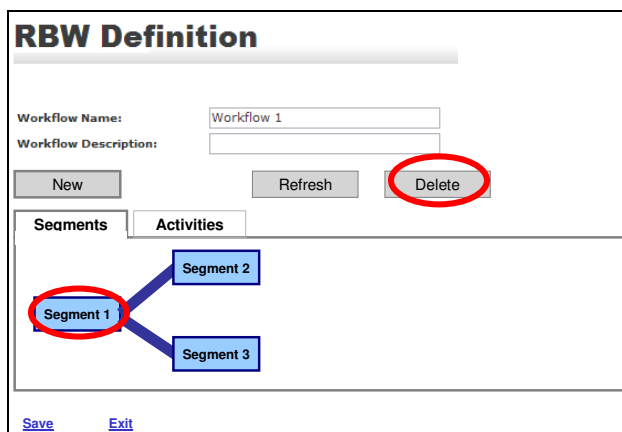 RBW Definition
Workflow Name: Workflow 1
Workflow Description:
New Refresh Delete
Segments Activities
Segment 2
Segment 1
Segment 3
Save Exit